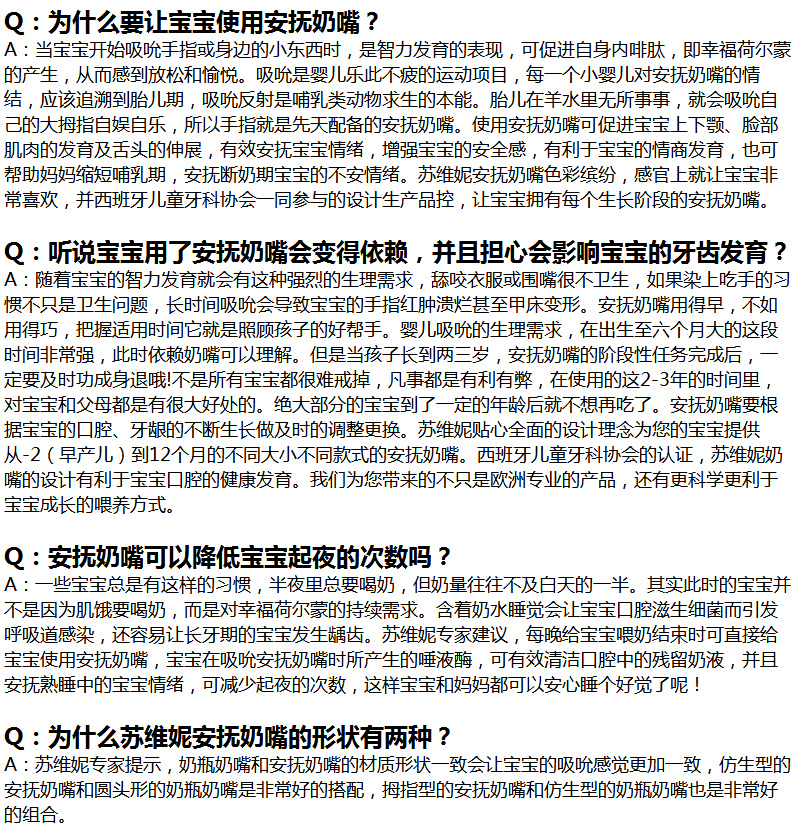 Q：为什么要让宝宝使用安抚奶嘴？
A：当宝宝开始吸吮手指或身边的小东西时，是智力发育的表现，可促进自身内啡肽，即幸福荷尔蒙
的产生，从而感到放松和愉悦。吸吮是婴儿乐此不疲的运动项目，每一个小婴儿对安抚奶嘴的情
结，应该追溯到胎儿期，吸吮反射是哺乳类动物求生的本能。胎儿在羊水里无所事事，就会吸吮自
己的大拇指自娱自乐，所以手指就是先天配备的安抚奶嘴。使用安抚奶嘴可促进宝宝上下颚、脸部
肌肉的发育及舌头的伸展，有效安抚宝宝情绪，增强宝宝的安全感，有利于宝宝的情商发育，也可
帮助妈妈缩短哺乳期，安抚断奶期宝宝的不安情绪。苏维妮安抚奶嘴色彩缤纷，感官上就让宝宝非
常喜欢，并西班牙儿童牙科协会一同参与的设计生产品控，让宝宝拥有每个生长阶段的安抚奶嘴。
Q：听说宝宝用了安抚奶嘴会变得依赖，并且担心会影响宝宝的牙齿发育？
A：随着宝宝的智力发育就会有这种强烈的生理需求，舔咬衣服或围嘴很不卫生，如果染上吃手的习
惯不只是卫生问题，长时间吸吮会导致宝宝的手指红肿溃烂甚至甲床变形。安抚奶嘴用得早，不如
用得巧，把握适用时间它就是照顾孩子的好帮手。婴儿吸吮的生理需求，在出生至六个月大的这段
时间非常强，此时依赖奶嘴可以理解。但是当孩子长到两三岁，安抚奶嘴的阶段性任务完成后，一
定要及时功成身退哦!不是所有宝宝都很难戒掉，凡事都是有利有弊，在使用的这2-3年的时间里，
对宝宝和父母都是有很大好处的。绝大部分的宝宝到了一定的年龄后就不想再吃了。安抚奶嘴要根
据宝宝的口腔、牙龈的不断生长做及时的调整更换。苏维妮贴心全面的设计理念为您的宝宝提供
从-2（早产儿）到12个月的不同大小不同款式的安抚奶嘴。西班牙儿童牙科协会的认证，苏维妮奶
嘴的设计有利于宝宝口腔的健康发育。我们为您带来的不只是欧洲专业的产品，还有更科学更利于
宝宝成长的喂养方式。
Q：安抚奶嘴可以降低宝宝起夜的次数吗？
A：一些宝宝总是有这样的习惯，半夜里总要喝奶，但奶量往往不及白天的一半。其实此时的宝宝并
不是因为肌饿要喝奶，而是对幸福荷尔蒙的持续需求。含着奶水睡觉会让宝宝口腔滋生细菌而引发
呼吸道感染，还容易让长牙期的宝宝发生龋齿。苏维妮专家建议，每晚给宝宝喂奶结束时可直接给
宝宝使用安抚奶嘴，宝宝在吸吮安抚奶嘴时所产生的唾液酶，可有效清洁口腔中的残留奶液，并且
安抚熟睡中的宝宝情绪，可减少起夜的次数，这样宝宝和妈妈都可以安心睡个好觉了呢！
Q：为什么苏维妮安抚奶嘴的形状有两种？
A：苏维妮专家提示，奶瓶奶嘴和安抚奶嘴的材质形状一致会让宝宝的吸吮感觉更加一致，仿生型的
安抚奶嘴和圆头形的奶瓶奶嘴是非常好的搭配，拇指型的安抚奶嘴和仿生型的奶瓶奶嘴也是非常好
的组合。